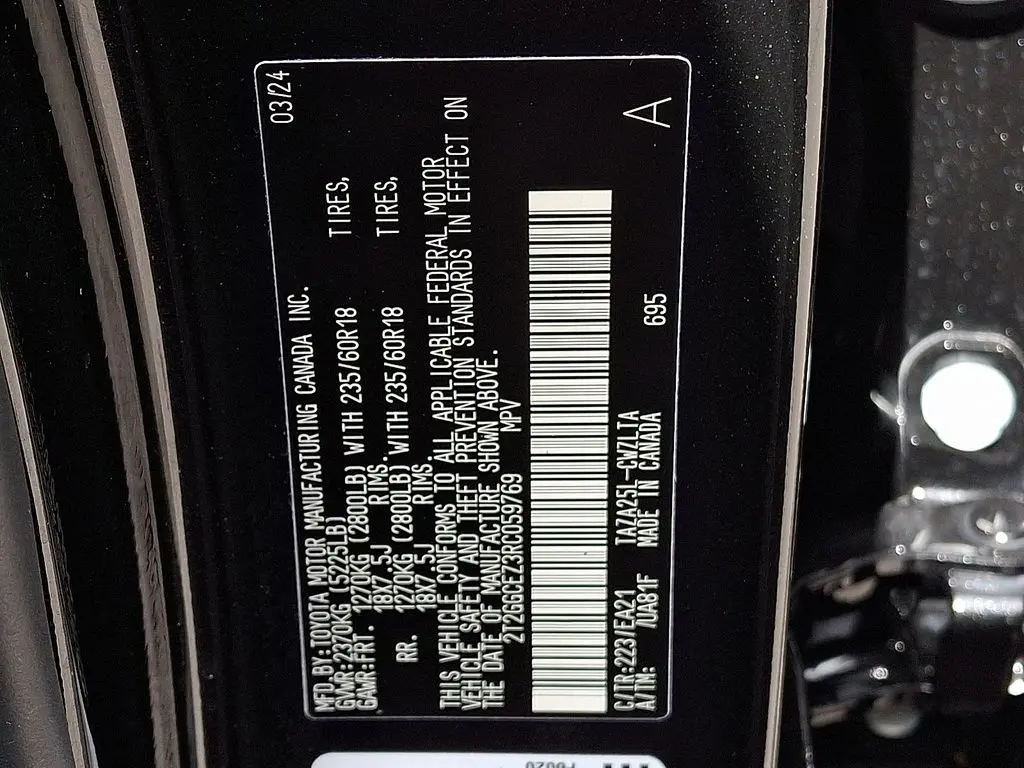 MFD.BY:TOYOTA MOTOR MANUFACTURING CANADA INC. 03/24
GVWR:2370KG (5225LB)
GAWR:FRT. 1270KG (2800LB) WITH 235/60R18 TIRES,
18X7.5J RIMS.
RR. 1270KG (2800LB) WITH 235/60R18 TIRES,
18X7.5J RIMS.
THIS VEHICLE CONFORMS TO ALL APPLICABLE FEDERAL MOTOR
VEHICLE SAFETY AND THEFT PREVENTION STANDARDS IN EFFECT ON
THE DATE OF MANUFACTURE SHOWN ABOVE.
2T2GGCEZ3RC059769 MPV
C/TR:223/EA21 TAZA25L-CWZLTA A
A/TM: /UA81F MADE IN CANADA 695